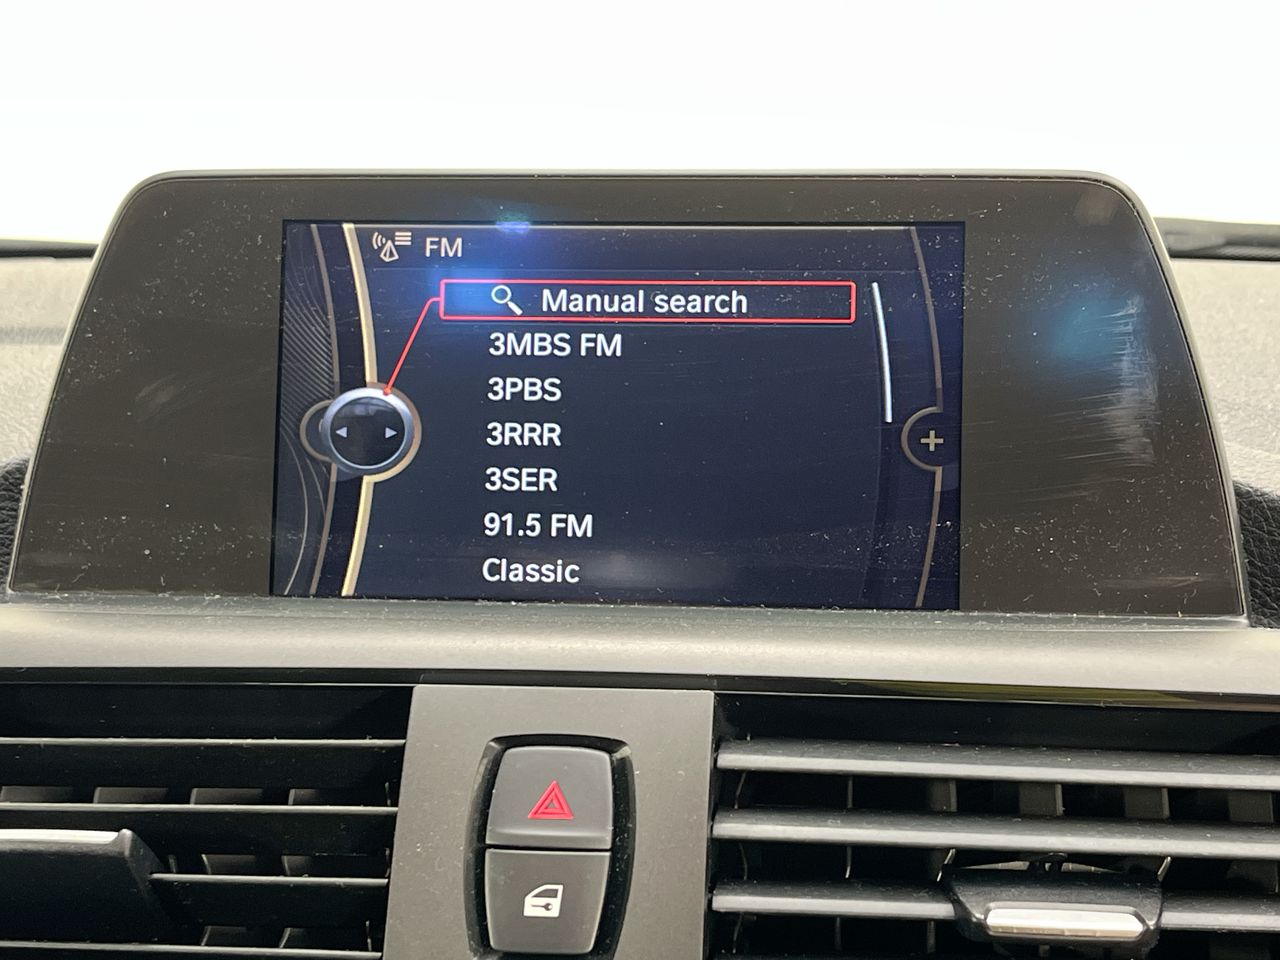 FM
Manual search
3MBS FM
3PBS
3RRR
3SER
91.5 FM
Classic